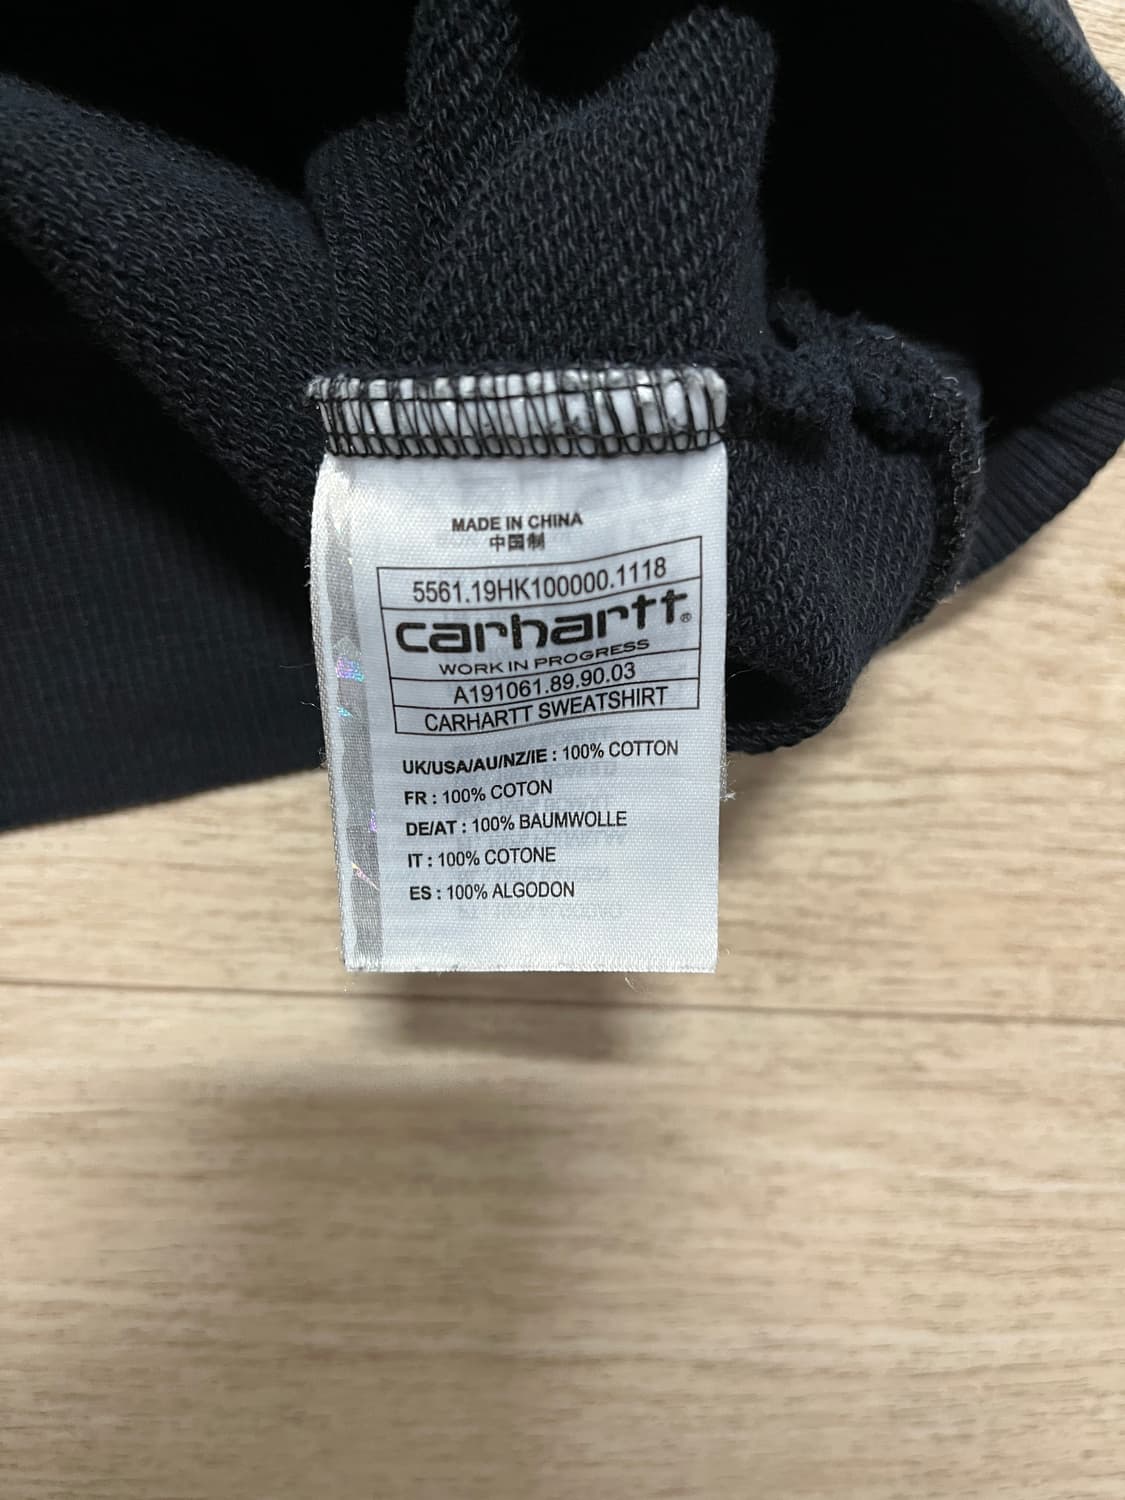 MADE IN CHINA
中国制
5561.19HK100000.1118
carhartt®
WORK IN PROGRESS
A191061.89.90.03
CARHARTT SWEATSHIRT
UK/USA/AU/NZ/IE : 100% COTTON
FR : 100% COTON
DE/AT : 100% BAUMWOLLE
IT : 100% COTONE
ES : 100% ALGODON